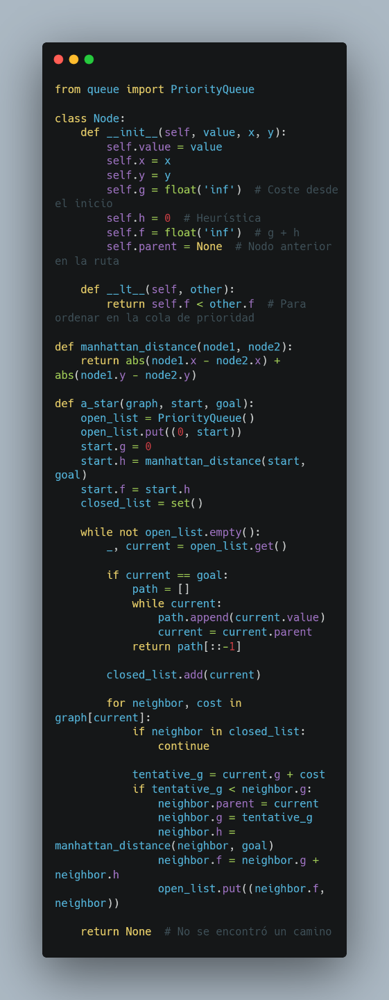 from queue import PriorityQueue

class Node:
    def __init__(self, value, x, y):
        self.value = value
        self.x = x
        self.y = y
        self.g = float('inf')  # Coste desde
el inicio
        self.h = 0  # Heurística
        self.f = float('inf')  # g + h
        self.parent = None  # Nodo anterior
en la ruta

    def __lt__(self, other):
        return self.f < other.f  # Para
ordenar en la cola de prioridad

def manhattan_distance(node1, node2):
    return abs(node1.x - node2.x) +
abs(node1.y - node2.y)

def a_star(graph, start, goal):
    open_list = PriorityQueue()
    open_list.put((0, start))
    start.g = 0
    start.h = manhattan_distance(start,
goal)
    start.f = start.h
    closed_list = set()

    while not open_list.empty():
        _, current = open_list.get()

        if current == goal:
            path = []
            while current:
                path.append(current.value)
                current = current.parent
            return path[::-1]

        closed_list.add(current)

        for neighbor, cost in
graph[current]:
            if neighbor in closed_list:
                continue

            tentative_g = current.g + cost
            if tentative_g < neighbor.g:
                neighbor.parent = current
                neighbor.g = tentative_g
                neighbor.h =
manhattan_distance(neighbor, goal)
                neighbor.f = neighbor.g +
neighbor.h
                open_list.put((neighbor.f,
neighbor))

    return None  # No se encontró un camino